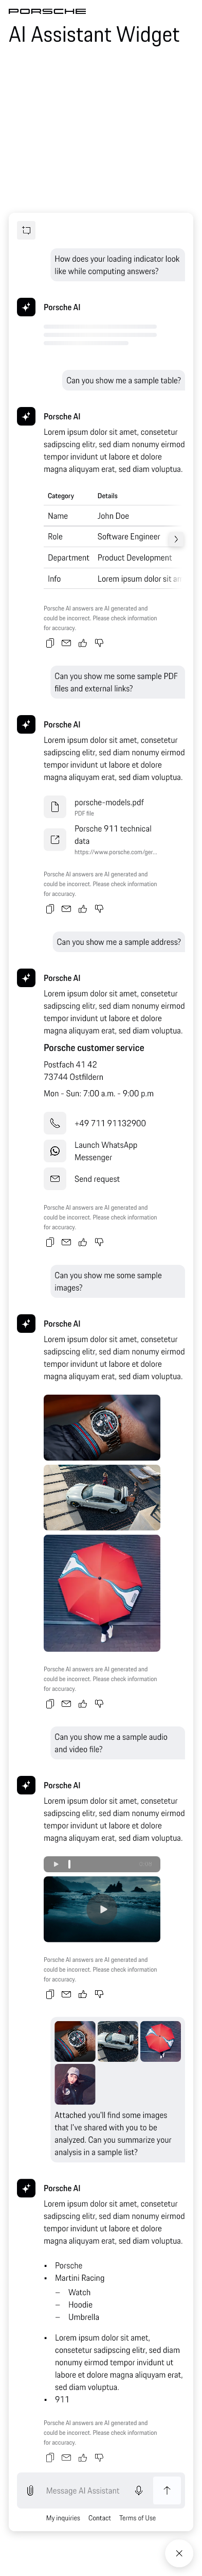 PORSCHE
AI Assistant Widget
How does your loading indicator look
like while computing answers?
Porsche AI
Can you show me a sample table?
Porsche AI
Lorem ipsum dolor sit amet, consetetur
sadipscing elitr, sed diam nonumy eirmod
tempor invidunt ut labore et dolore
magna aliquyam erat, sed diam voluptua.
Category Details
Name John Doe
Role Software Engineer
Department Product Development
Info Lorem ipsum dolor sit am
Porsche AI answers are AI generated and
could be incorrect. Please check information
for accuracy.
Can you show me some sample PDF
files and external links?
Porsche AI
Lorem ipsum dolor sit amet, consetetur
sadipscing elitr, sed diam nonumy eirmod
tempor invidunt ut labore et dolore
magna aliquyam erat, sed diam voluptua.
porsche-models.pdf
PDF file
Porsche 911 technical
data
https://www.porsche.com/ger...
Porsche AI answers are AI generated and
could be incorrect. Please check information
for accuracy.
Can you show me a sample address?
Porsche AI
Lorem ipsum dolor sit amet, consetetur
sadipscing elitr, sed diam nonumy eirmod
tempor invidunt ut labore et dolore
magna aliquyam erat, sed diam voluptua.
Porsche customer service
Postfach 41 42
73744 Ostfildern
Mon - Sun: 7:00 a.m. - 9:00 p.m
+49 711 91132900
Launch WhatsApp
Messenger
Send request
Porsche AI answers are AI generated and
could be incorrect. Please check information
for accuracy.
Can you show me some sample
images?
Porsche AI
Lorem ipsum dolor sit amet, consetetur
sadipscing elitr, sed diam nonumy eirmod
tempor invidunt ut labore et dolore
magna aliquyam erat, sed diam voluptua.
Porsche AI answers are AI generated and
could be incorrect. Please check information
for accuracy.
Can you show me a sample audio
and video file?
Porsche AI
Lorem ipsum dolor sit amet, consetetur
sadipscing elitr, sed diam nonumy eirmod
tempor invidunt ut labore et dolore
magna aliquyam erat, sed diam voluptua.
Porsche AI answers are AI generated and
could be incorrect. Please check information
for accuracy.
Attached you'll find some images
that I've shared with you to be
analyzed. Can you summarize your
analysis in a sample list?
Porsche AI
Lorem ipsum dolor sit amet, consetetur
sadipscing elitr, sed diam nonumy eirmod
tempor invidunt ut labore et dolore
magna aliquyam erat, sed diam voluptua.
• Porsche
• Martini Racing
– Watch
– Hoodie
– Umbrella
• Lorem ipsum dolor sit amet,
consetetur sadipscing elitr, sed diam
nonumy eirmod tempor invidunt ut
labore et dolore magna aliquyam erat,
sed diam voluptua.
• 911
Porsche AI answers are AI generated and
could be incorrect. Please check information
for accuracy.
Message AI Assistant
My inquiries Contact Terms of Use